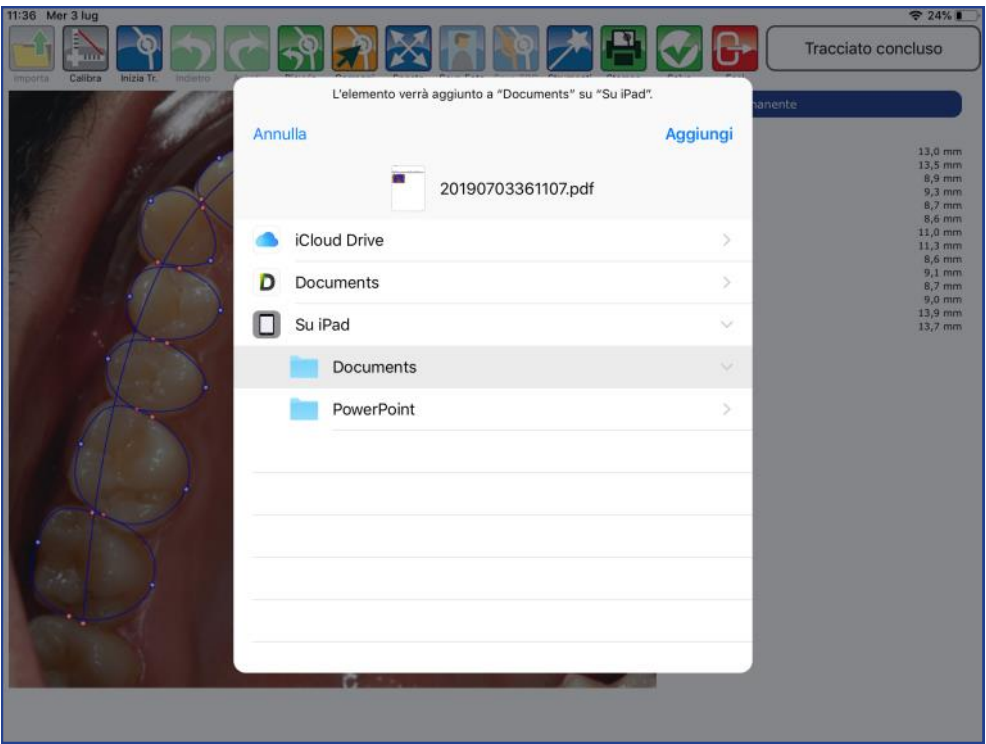 11:36 Mer 3 lug
24%
importa
Calibra
Inizia Tr.
Indietro
Tracciato concluso
L'elemento verrà aggiunto a “Documents” su “Su iPad”.
Annulla
Aggiungi
20190703361107.pdf
iCloud Drive
Documents
Su iPad
Documents
PowerPoint
manente
13,0 mm
13,5 mm
8,9 mm
9,3 mm
8,7 mm
8,6 mm
11,0 mm
11,3 mm
8,6 mm
9,1 mm
8,7 mm
9,0 mm
13,9 mm
13,7 mm